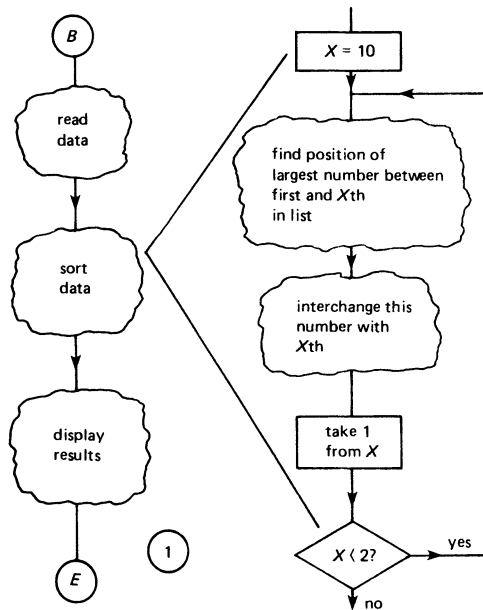 B
read
data
sort
data
display
results
E
1
X = 10
find position of
largest number between
first and Xth
in list
interchange this
number with
Xth
take 1
from X
X < 2?
yes
no